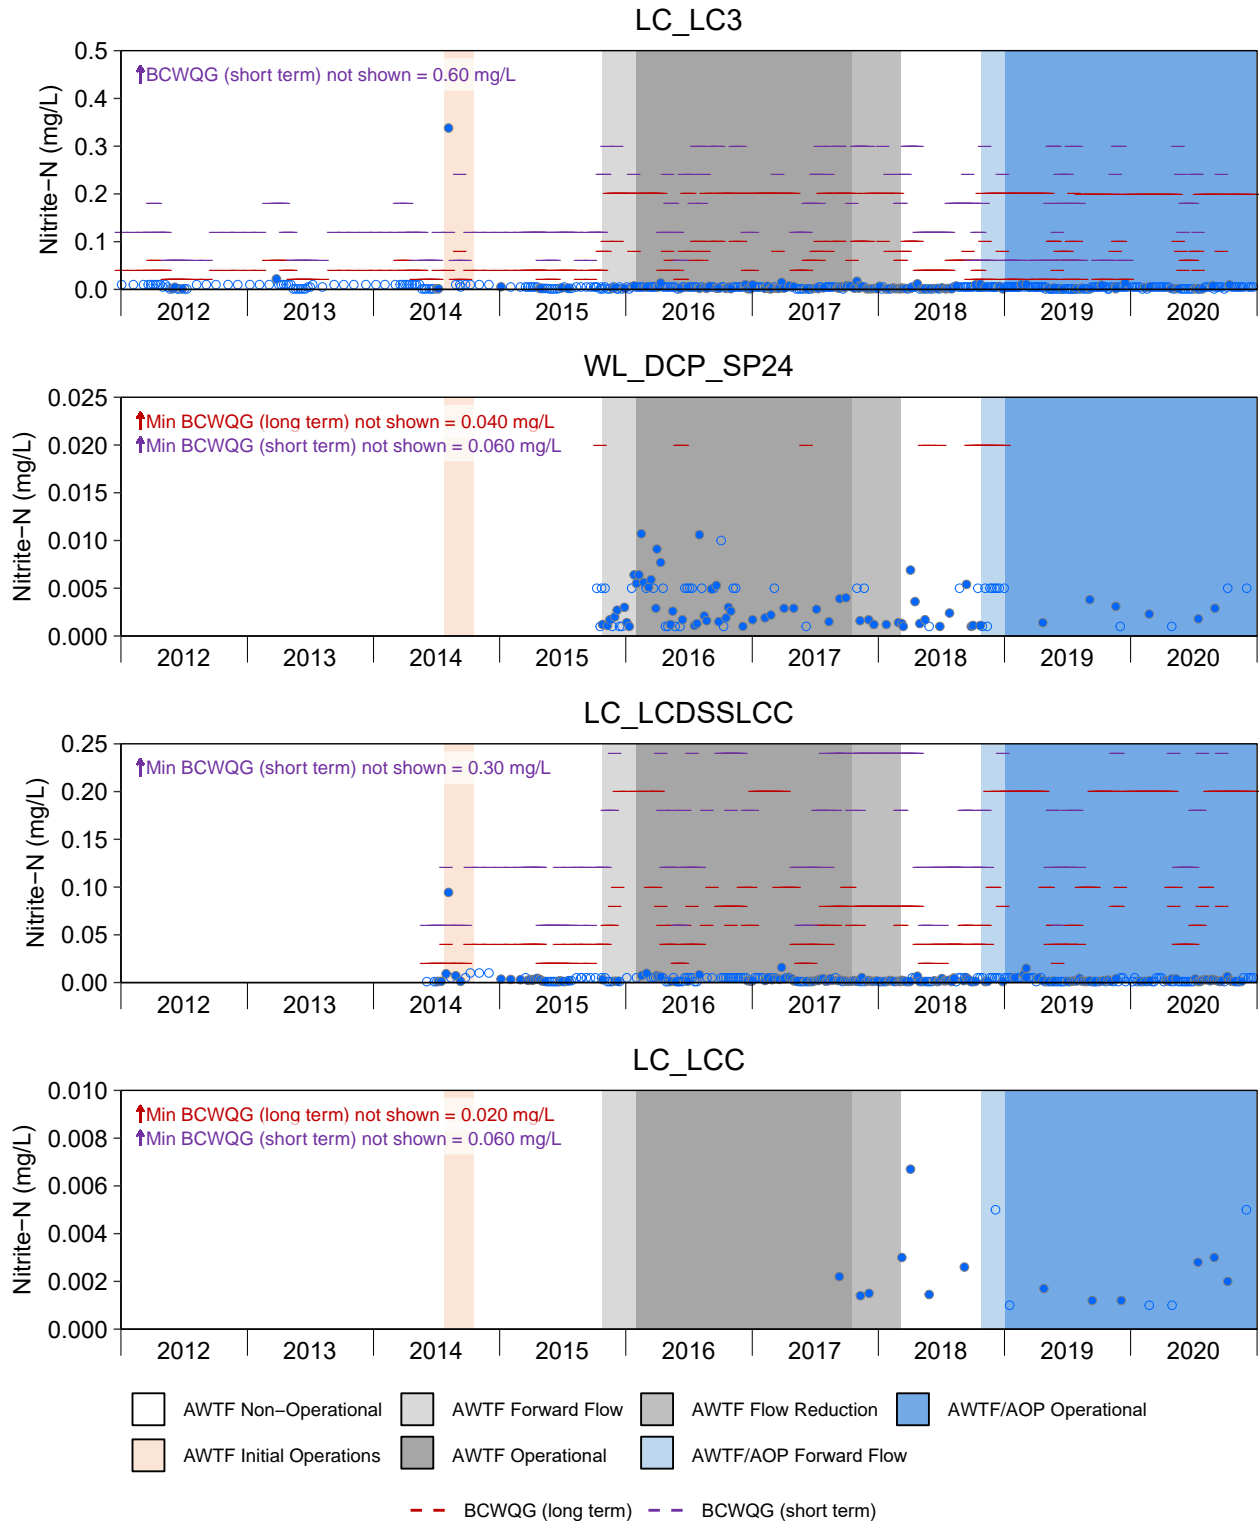 LC_LC3
Nitrite−N (mg/L)
0.5
0.4
0.3
0.2
0.1
0.0
BCWQG (short term) not shown = 0.60 mg/L
2012 2013 2014 2015 2016 2017 2018 2019 2020
WL_DCP_SP24
Nitrite−N (mg/L)
0.025
0.020
0.015
0.010
0.005
0.000
Min BCWQG (long term) not shown = 0.040 mg/L
Min BCWQG (short term) not shown = 0.060 mg/L
2012 2013 2014 2015 2016 2017 2018 2019 2020
LC_LCDSSLCC
Nitrite−N (mg/L)
0.25
0.20
0.15
0.10
0.05
0.00
Min BCWQG (short term) not shown = 0.30 mg/L
2012 2013 2014 2015 2016 2017 2018 2019 2020
LC_LCC
Nitrite−N (mg/L)
0.010
0.008
0.006
0.004
0.002
0.000
Min BCWQG (long term) not shown = 0.020 mg/L
Min BCWQG (short term) not shown = 0.060 mg/L
2012 2013 2014 2015 2016 2017 2018 2019 2020
AWTF Non−Operational AWTF Forward Flow AWTF Flow Reduction AWTF/AOP Operational
AWTF Initial Operations AWTF Operational AWTF/AOP Forward Flow
BCWQG (long term) BCWQG (short term)